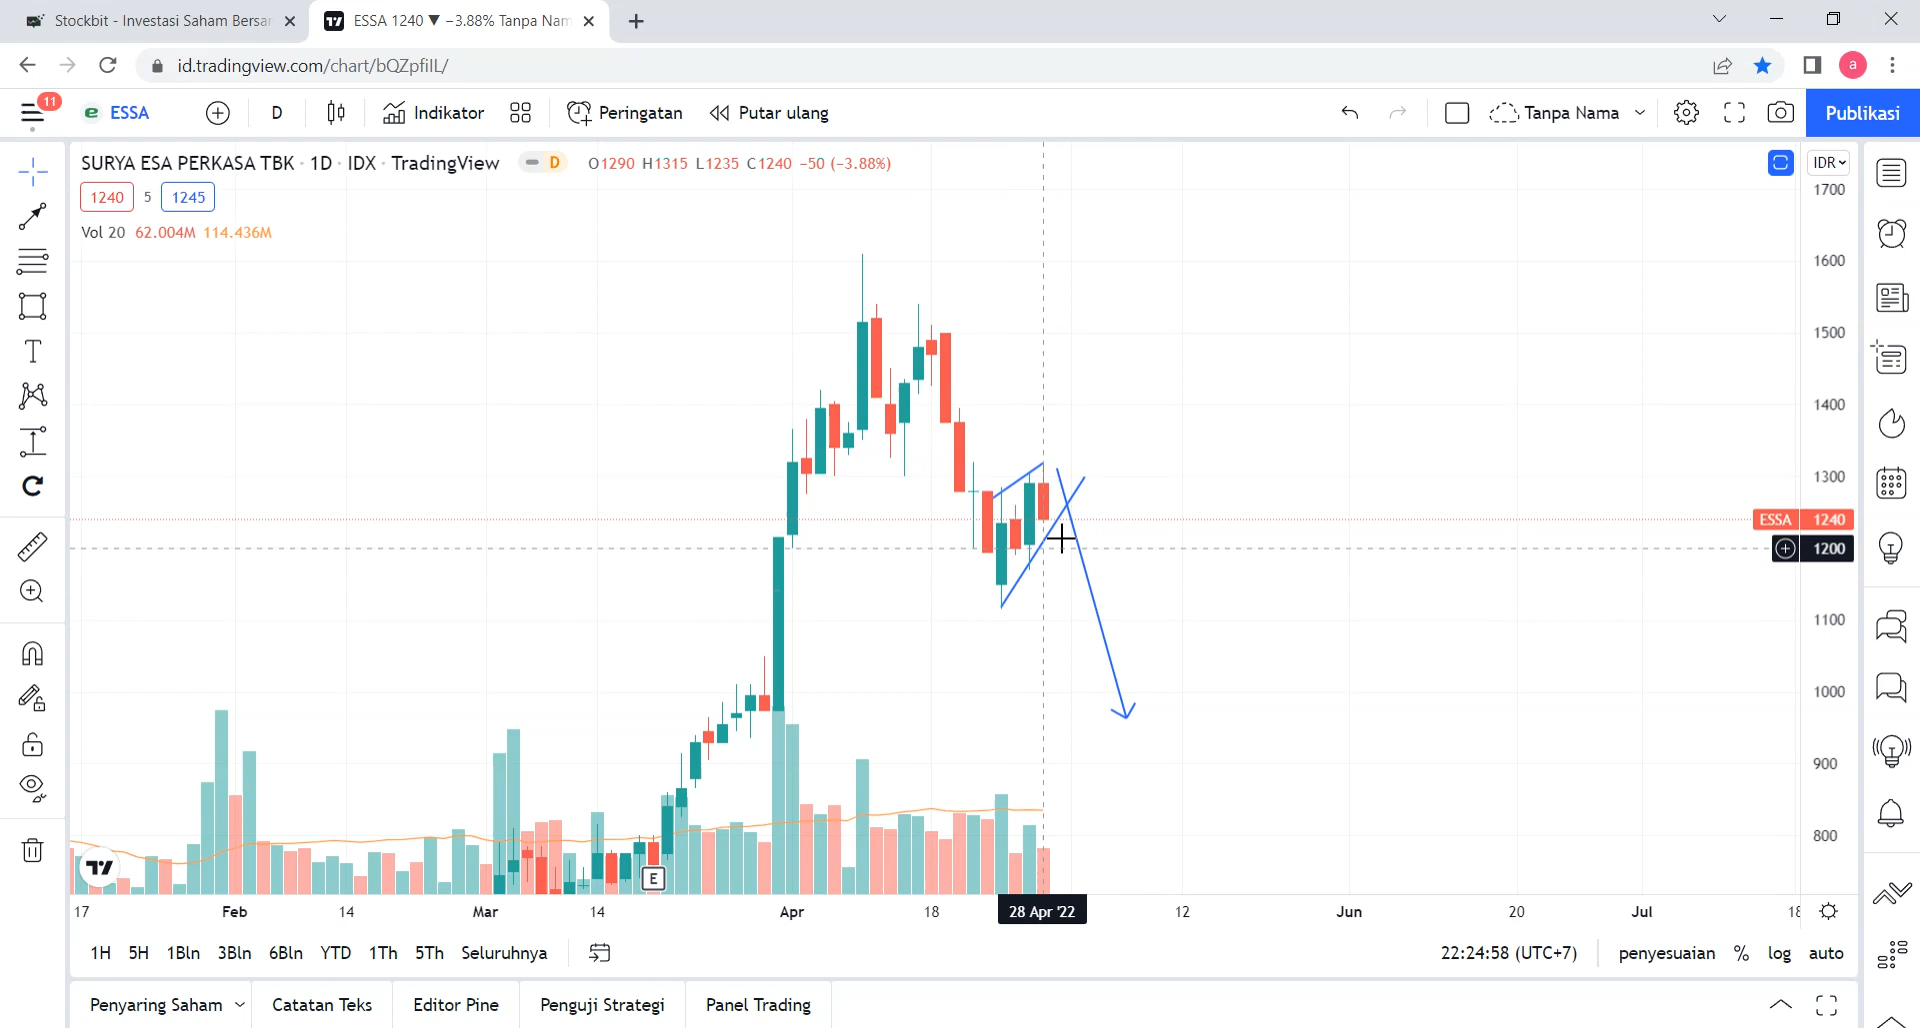 Stockbit - Investasi Saham Bersar
ESSA 1240 ▼ −3.88% Tanpa Nam
id.tradingview.com/chart/bQZpfiIL/
a
11
ESSA
D
Indikator
Peringatan
Putar ulang
Tanpa Nama
Publikasi
SURYA ESA PERKASA TBK · 1D · IDX · TradingView
D
O1290 H1315 L1235 C1240 −50 (−3.88%)
IDR
1240
5
1245
Vol 20 62.004M 114.436M
1700
1600
1500
1400
1300
ESSA 1240
1200
1100
1000
900
800
E
17
Feb
14
Mar
14
Apr
18
28 Apr '22
12
Jun
20
Jul
18
1H 5H 1Bln 3Bln 6Bln YTD 1Th 5Th Seluruhnya
22:24:58 (UTC+7)
penyesuaian % log auto
Penyaring Saham
Catatan Teks
Editor Pine
Penguji Strategi
Panel Trading